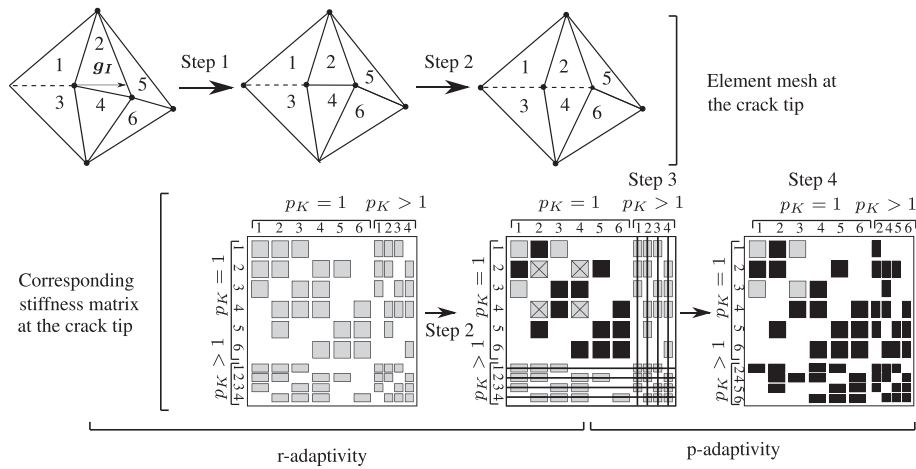 2
1
g_I
5
3
4
6
Step 1
1
2
5
3
4
6
Step 2
1
2
5
3
4
6
Element mesh at
the crack tip
Step 3
Step 4
p_K = 1
p_K > 1
p_K = 1
p_K > 1
p_K = 1
p_K > 1
1 2 3 4 5 6 1 2 3 4
1 2 3 4 5 6 1 2 3 4
1 2 3 4 5 6 2 4 5 6
Corresponding
stiffness matrix
at the crack tip
p_K = 1
p_K > 1
1
2
3
4
5
6
1
2
3
4
Step 2
p_K = 1
p_K > 1
1
2
3
4
5
6
1
2
3
4
p_K = 1
p_K > 1
1
2
3
4
5
6
2
4
5
6
r-adaptivity
p-adaptivity